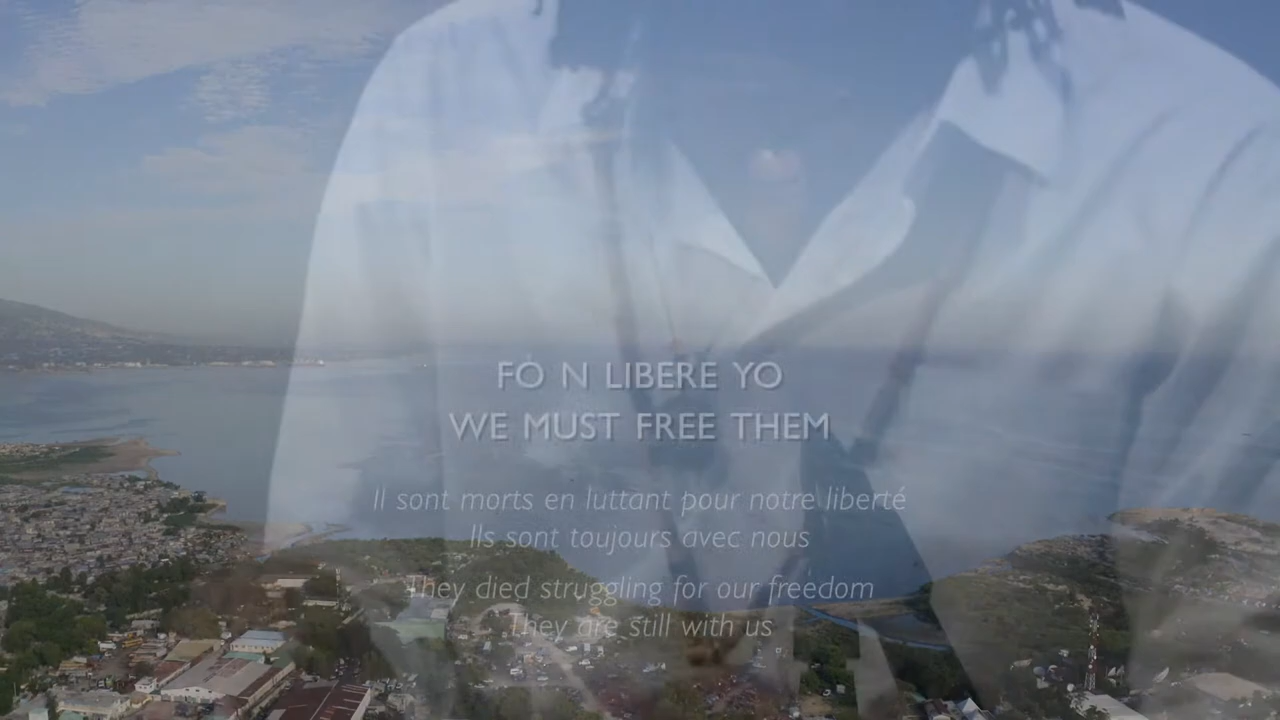 FÒ N LIBERE YO
WE MUST FREE THEM
Il sont morts en luttant pour notre liberté
Ils sont toujours avec nous
They died struggling for our freedom
They are still with us